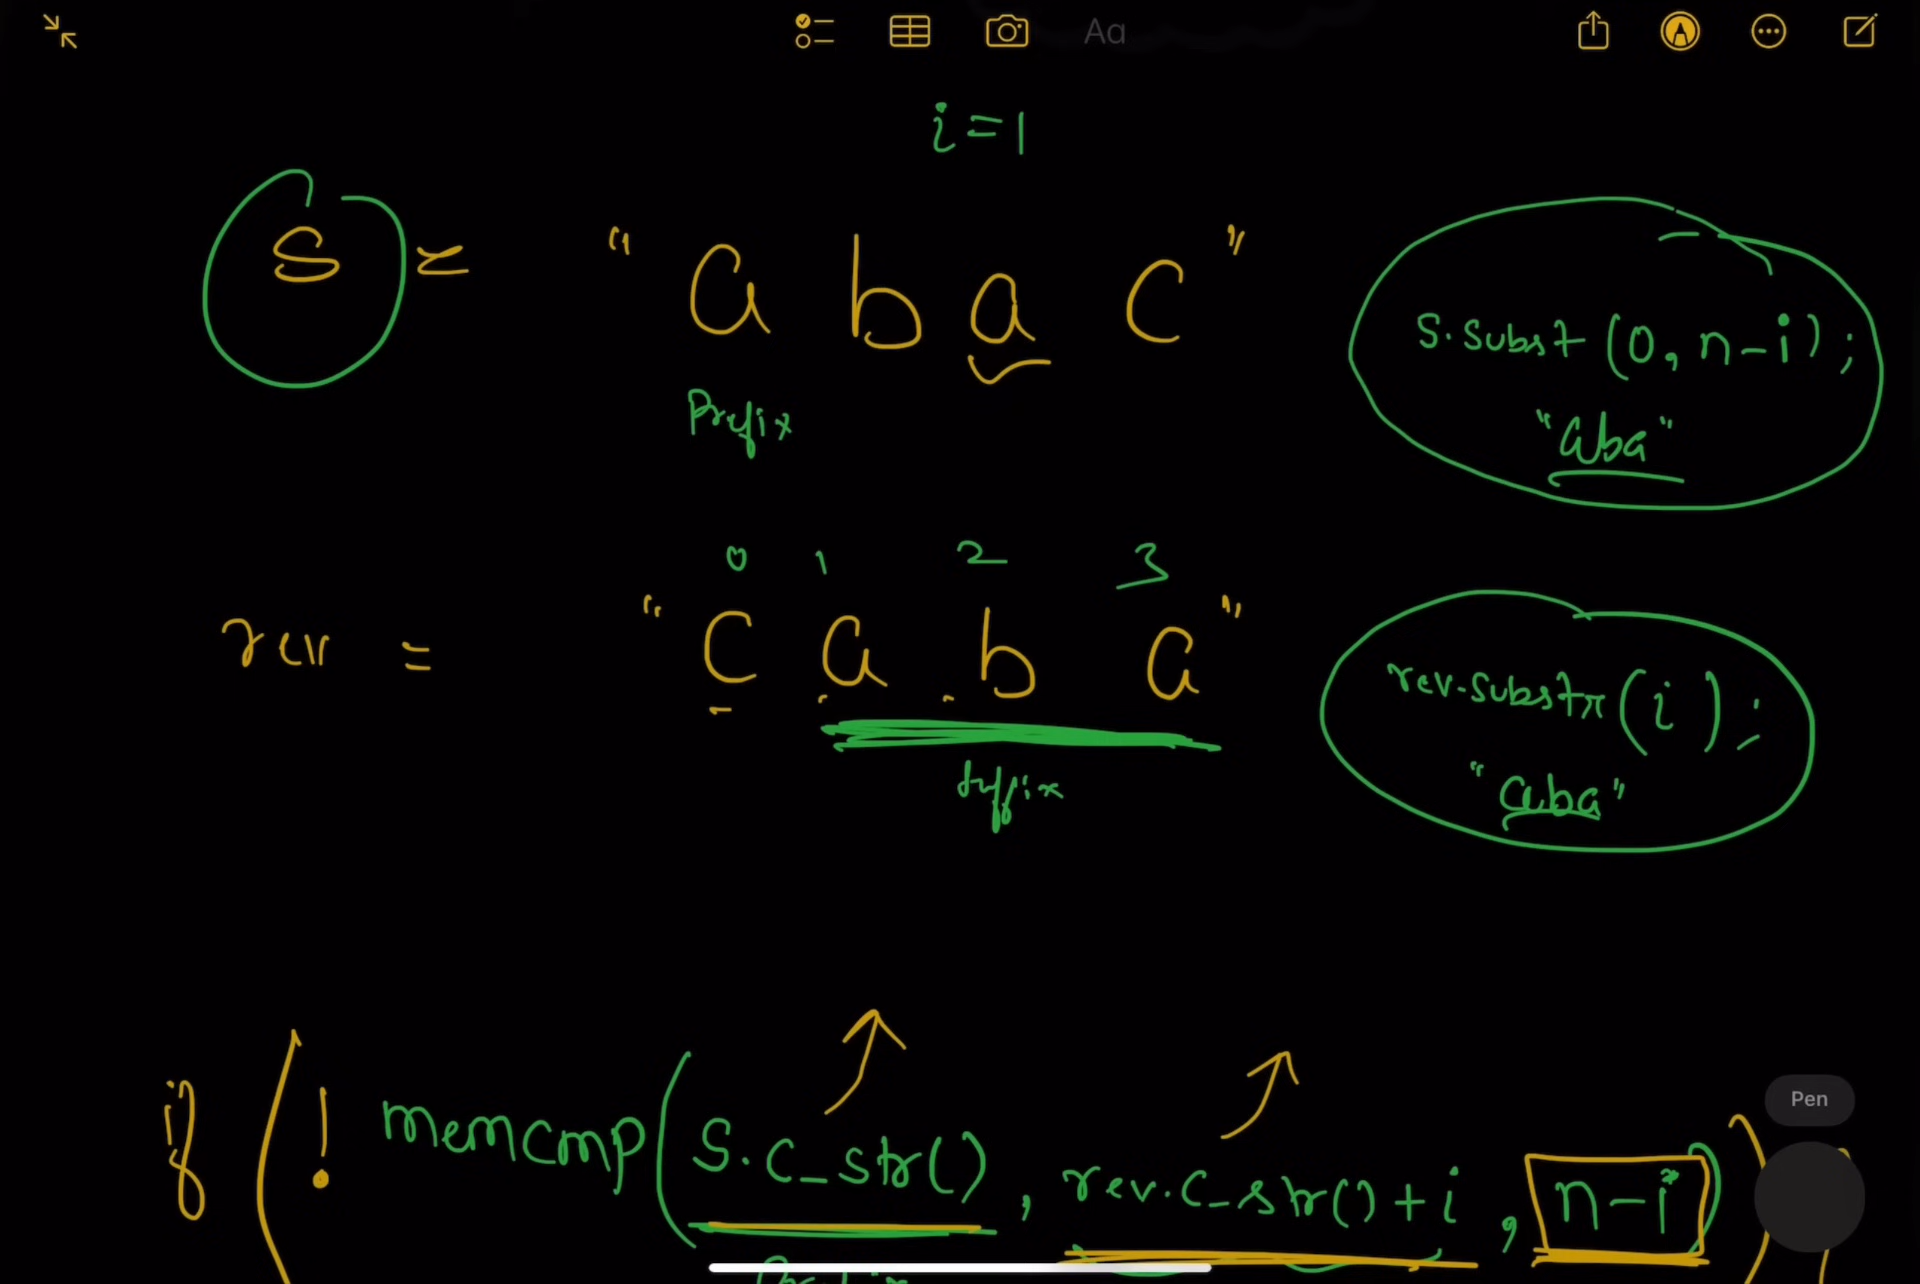 Aa
i=1
S = "a b a c"
S.Subst(0, n-i);
"aba"
Prefix
0 1 2 3
rev = "c a b a"
rev.substr(i);
"aba"
Suffix
Pen
if (! memcmp(S.C_str(), rev.C_str()+i, n-i)